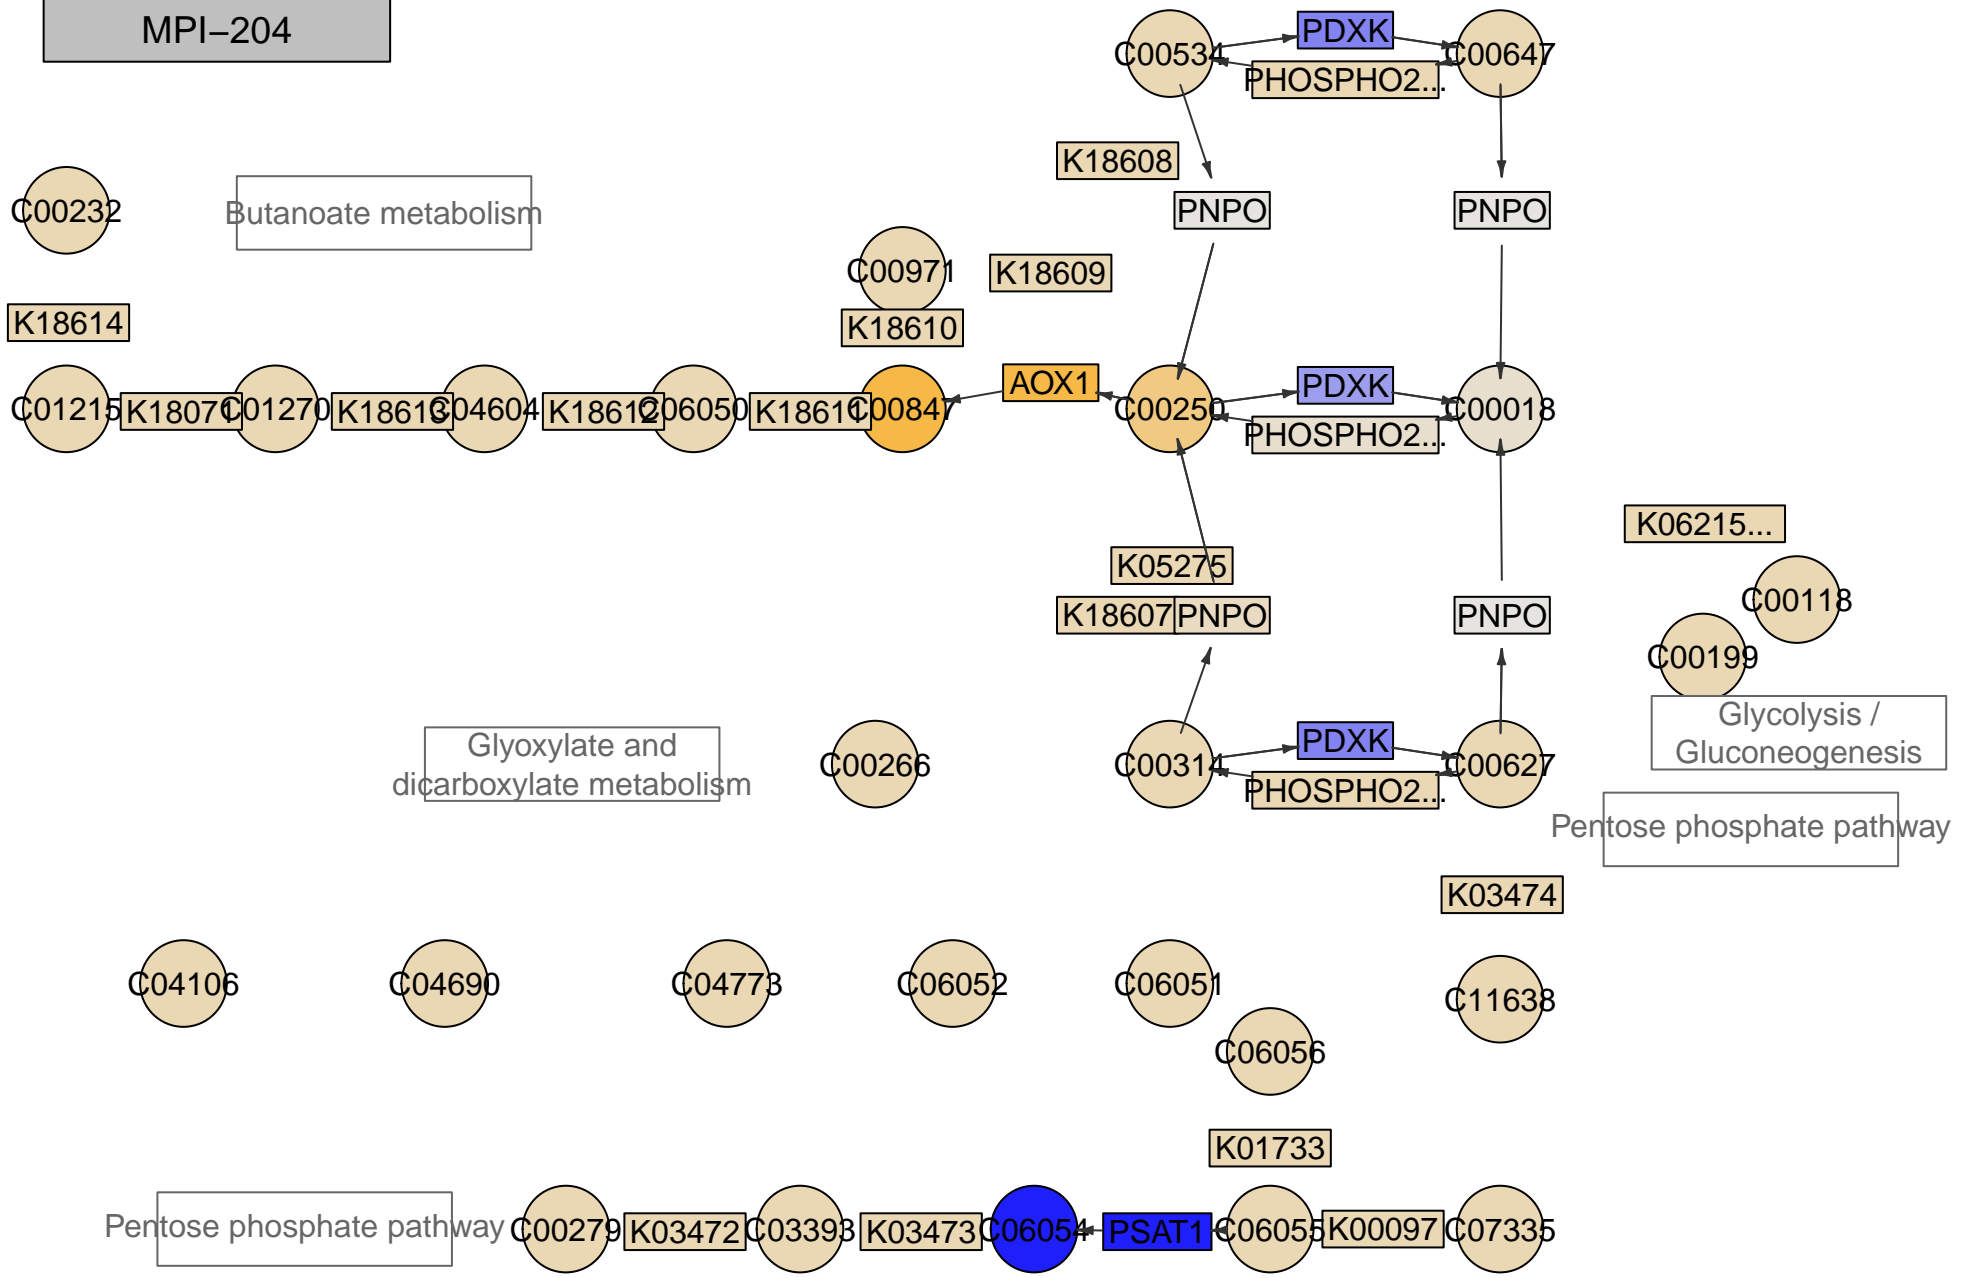 MPI−204
C00534
PDXK
C00647
PHOSPHO2...
K18608
C00232
Butanoate metabolism
PNPO
PNPO
C00971
K18609
K18614
K18610
C01215
K18071
C01270
K18613
C04604
K18612
C06050
K18611
C00847
AOX1
C00250
PDXK
C00018
PHOSPHO2...
K06215...
K05275
C00118
K18607
PNPO
PNPO
C00199
Glycolysis /
Gluconeogenesis
Glyoxylate and
dicarboxylate metabolism
C00266
C00314
PDXK
C00627
PHOSPHO2...
Pentose phosphate pathway
K03474
C04106
C04690
C04773
C06052
C06051
C11638
C06056
K01733
Pentose phosphate pathway
C00279
K03472
C03393
K03473
C06054
PSAT1
C06055
K00097
C07335